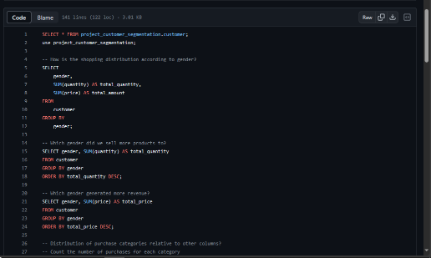 Code Blame 141 lines (122 loc) · 3.01 KB Raw
1 SELECT * FROM project_customer_segmentation.customer;
2 use project_customer_segmentation;
3
4 -- How is the shopping distribution according to gender?
5 SELECT
6 gender,
7 SUM(quantity) AS total_quantity,
8 SUM(price) AS total_amount
9 FROM
10 customer
11 GROUP BY
12 gender;
13
14 -- Which gender did we sell more products to?
15 SELECT gender, SUM(quantity) AS total_quantity
16 FROM customer
17 GROUP BY gender
18 ORDER BY total_quantity DESC;
19
20 -- Which gender generated more revenue?
21 SELECT gender, SUM(price) AS total_price
22 FROM customer
23 GROUP BY gender
24 ORDER BY total_price DESC;
25
26 -- Distribution of purchase categories relative to other columns?
27 -- Count the number of purchases for each category